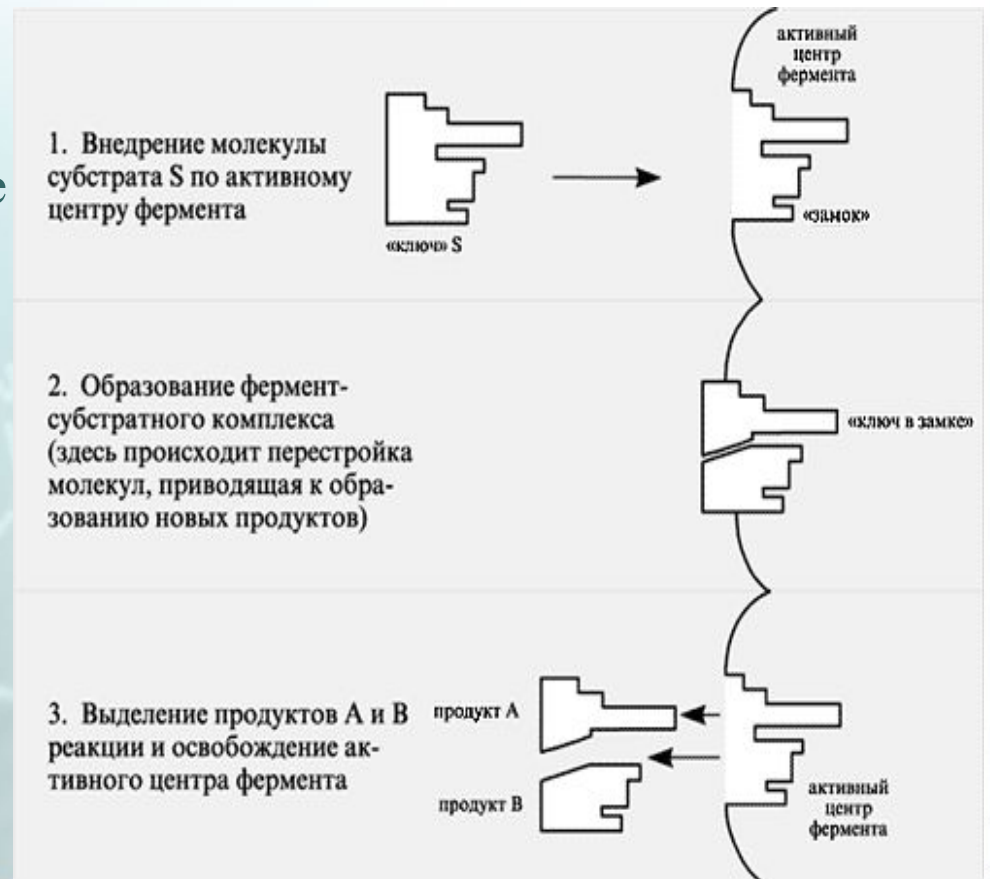 активный
центр
фермента
1. Внедрение молекулы
субстрата S по активному
центру фермента
«ключ» S
«замок»
2. Образование фермент-
субстратного комплекса
(здесь происходит перестройка
молекул, приводящая к обра-
зованию новых продуктов)
«ключ в замке»
3. Выделение продуктов А и В
реакции и освобождение ак-
тивного центра фермента
продукт А
продукт В
активный
центр
фермента